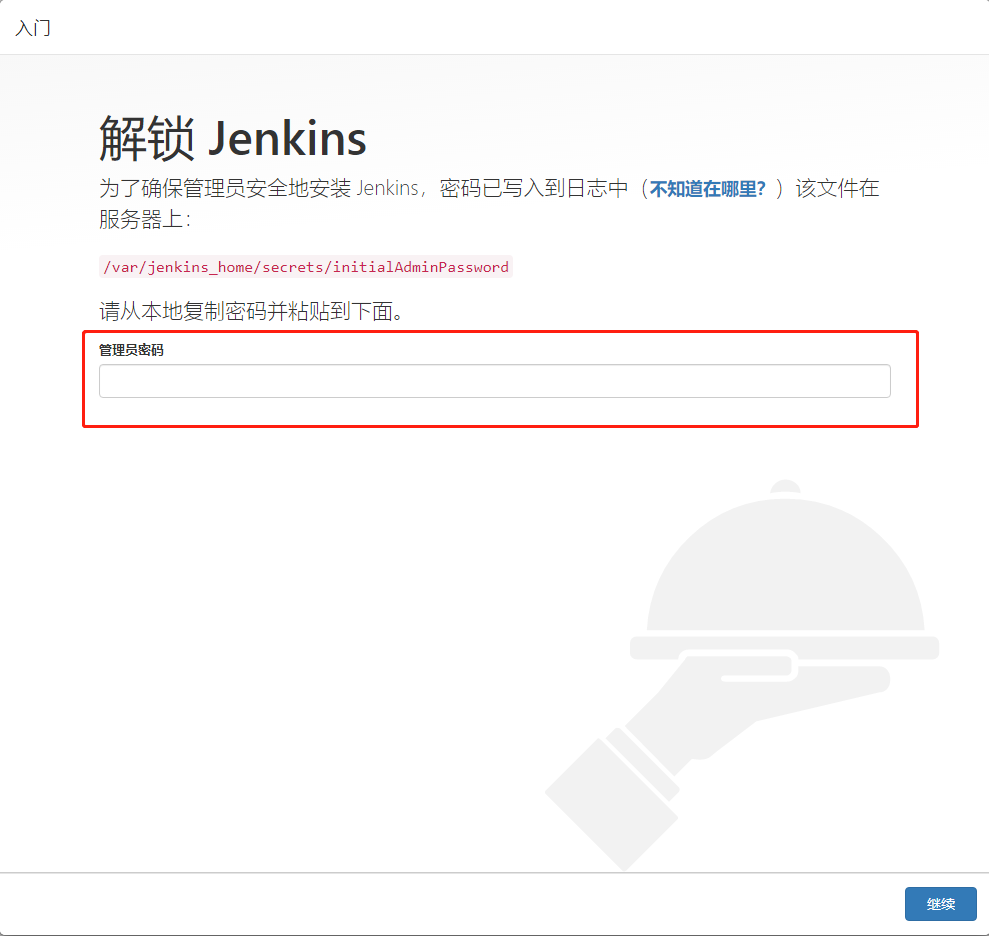 入门
解锁 Jenkins
为了确保管理员安全地安装 Jenkins，密码已写入到日志中（不知道在哪里？）该文件在
服务器上：
/var/jenkins_home/secrets/initialAdminPassword
请从本地复制密码并粘贴到下面。
管理员密码
继续